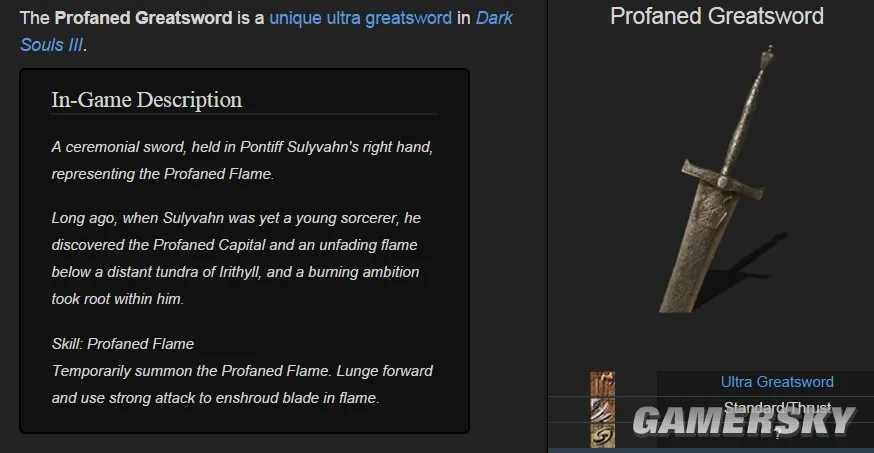 The Profaned Greatsword is a unique ultra greatsword in Dark
Souls III.
In-Game Description
A ceremonial sword, held in Pontiff Sulyvahn's right hand,
representing the Profaned Flame.
Long ago, when Sulyvahn was yet a young sorcerer, he
discovered the Profaned Capital and an unfading flame
below a distant tundra of Irithyll, and a burning ambition
took root within him.
Skill: Profaned Flame
Temporarily summon the Profaned Flame. Lunge forward
and use strong attack to enshroud blade in flame.
Profaned Greatsword
Ultra Greatsword
Standard/Thrust
?
GAMERSKY